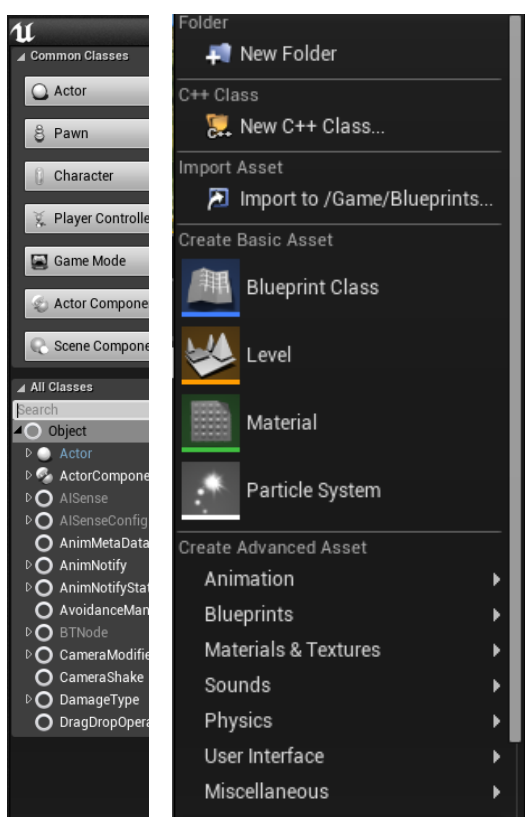 Common Classes
Actor
Pawn
Character
Player Controlle
Game Mode
Actor Compone
Scene Compone
All Classes
Search
Object
Actor
ActorCompone
AISense
AISenseConfig
AnimMetaData
AnimNotify
AnimNotifyStat
AvoidanceMan
BTNode
CameraModifie
CameraShake
DamageType
DragDropOpera
Folder
New Folder
C++ Class
New C++ Class...
Import Asset
Import to /Game/Blueprints...
Create Basic Asset
Blueprint Class
Level
Material
Particle System
Create Advanced Asset
Animation
Blueprints
Materials & Textures
Sounds
Physics
User Interface
Miscellaneous